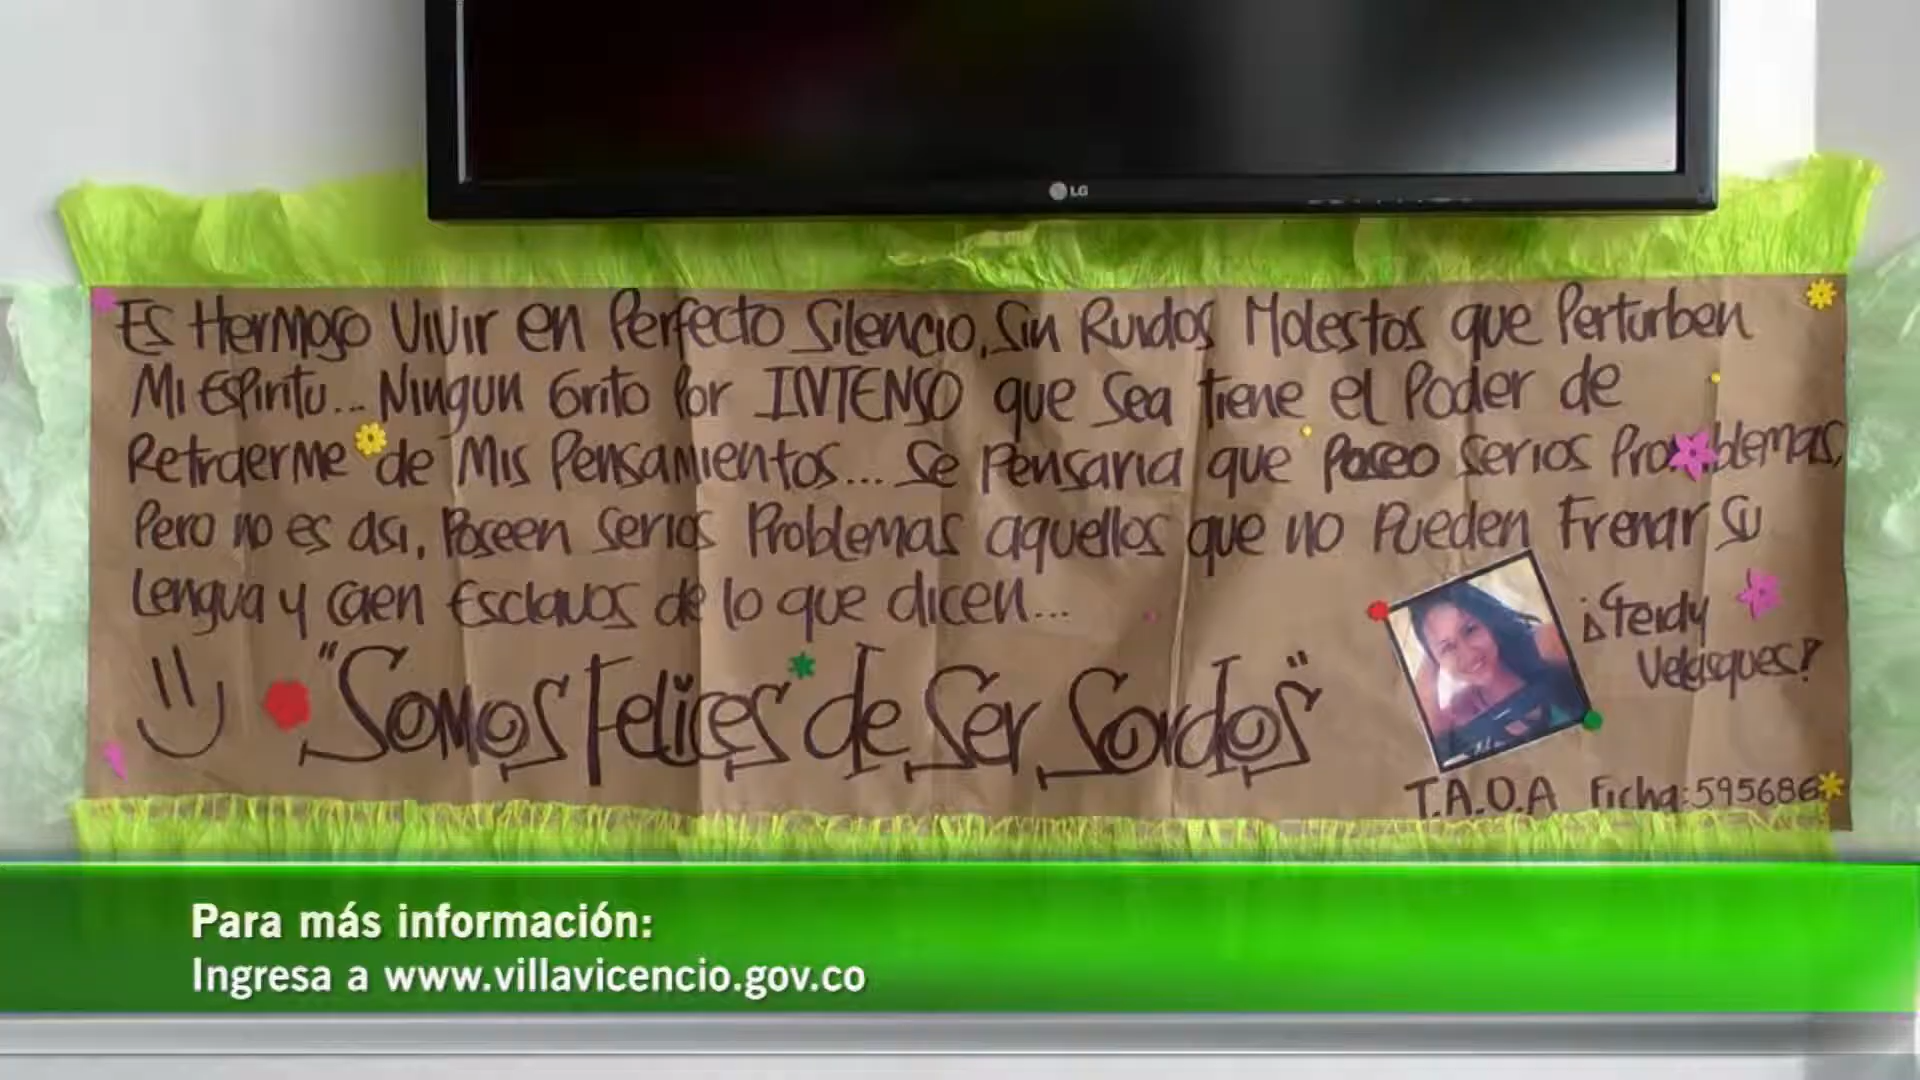 LG
Es Hermoso Vivir en Perfecto Silencio, Sin Ruidos Molestos que Perturben
Mi Espiritu... Ningun Grito Por INTENSO que Sea tiene el Poder de
Retraerme de Mis Pensamientos... Se Pensaria que Poseo Serios Problemas,
Pero no es asi, Poseen Serios Problemas aquellos que no Pueden Frenar Su
Lengua y Caen Esclavos de lo que dicen...
"Somos Felices de Ser Sordos"
Velasques!
T.A.O.A Ficha: 595686
Para más información:
Ingresa a www.villavicencio.gov.co